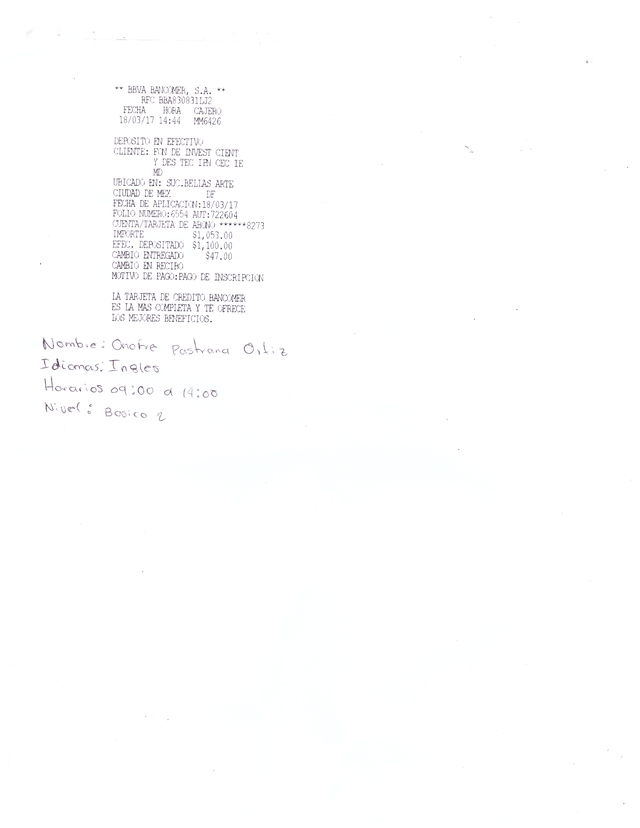 ** BBVA BANCOMER, S.A. **
RFC BBA830831LJ2
FECHA HORA CAJERO
18/03/17 14:44 MM6426
DEPOSITO EN EFECTIVO
CLIENTE: FON DE INVEST CIENT
Y DES TEC IPN CEC IE
MD
UBICADO EN: SUC.BELLAS ARTE
CIUDAD DE MEX DF
FECHA DE APLICACION:18/03/17
FOLIO NUMERO:6554 AUT:722604
CUENTA/TARJETA DE ABONO ******8273
IMPORTE $1,053.00
EFEC. DEPOSITADO $1,100.00
CAMBIO ENTREGADO $47.00
CAMBIO EN RECIBO
MOTIVO DE PAGO:PAGO DE INSCRIPCION
LA TARJETA DE CREDITO BANCOMER
ES LA MAS COMPLETA Y TE OFRECE
LOS MEJORES BENEFICIOS.
Nombre: Onofre Pastrana Ortiz
Idiomas: Ingles
Horarios 09:00 a 14:00
Nivel: Basico 2